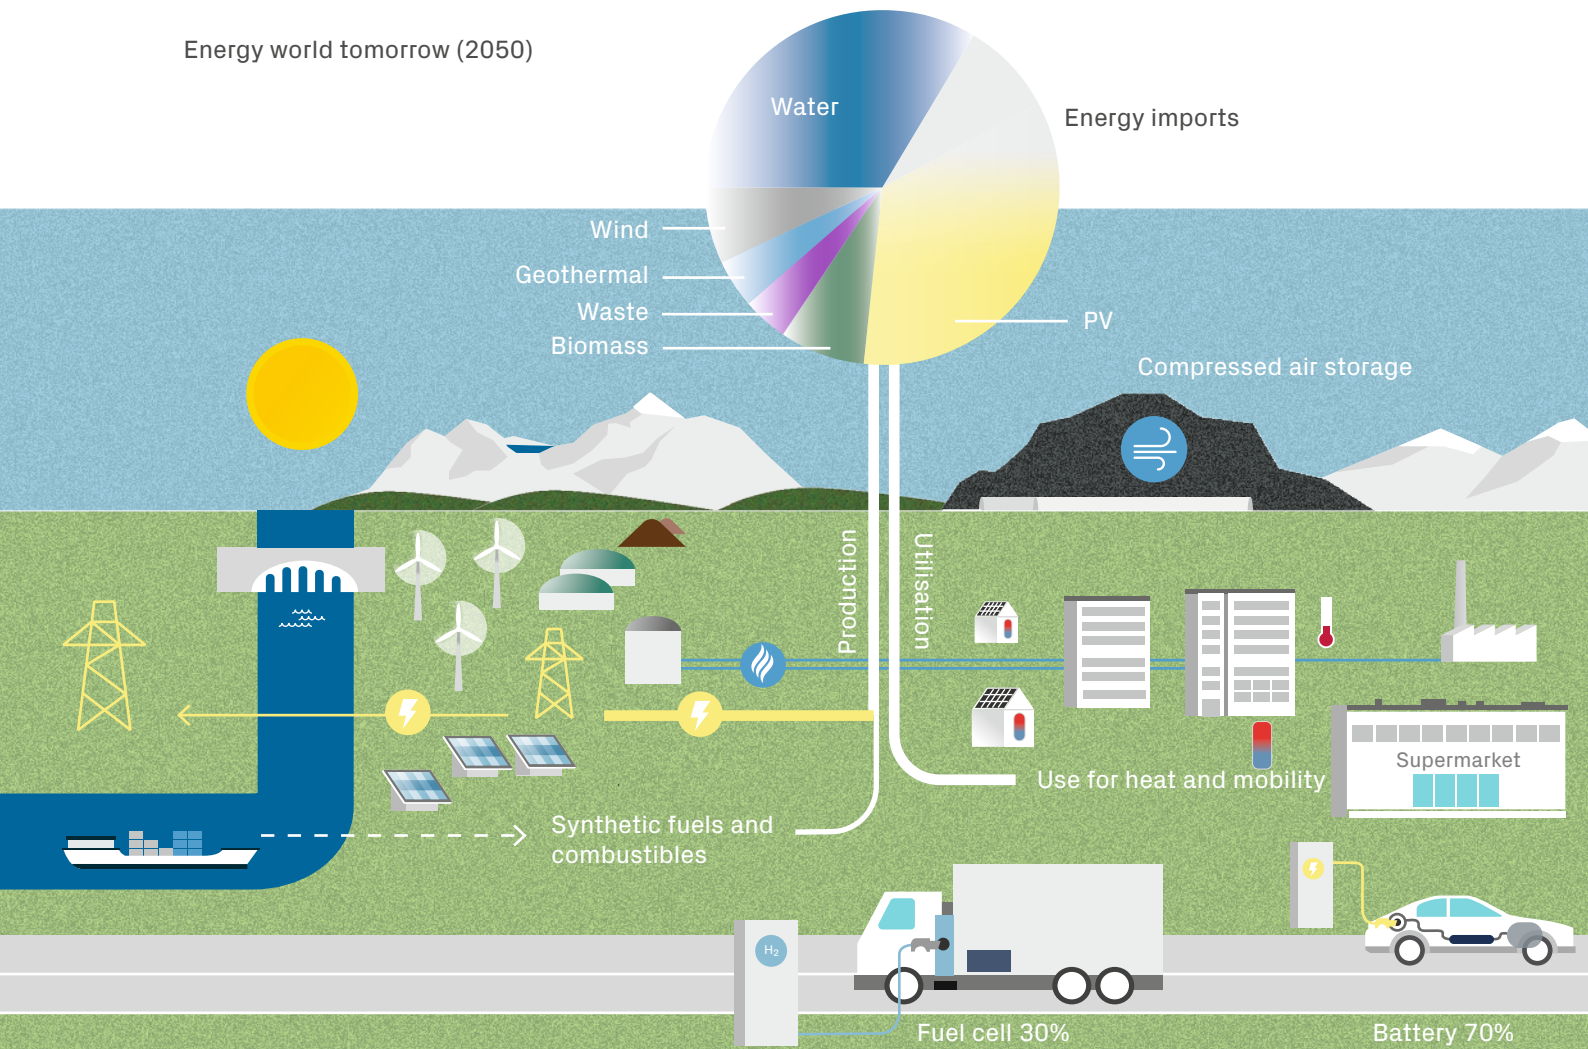 Energy world tomorrow (2050)
Water
Energy imports
Wind
Geothermal
Waste
Biomass
PV
Compressed air storage
Production
Utilisation
Supermarket
Use for heat and mobility
Synthetic fuels and
combustibles
H₂
Fuel cell 30%
Battery 70%